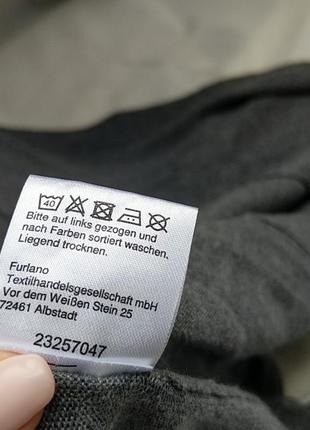 40
Bitte auf links gezogen und
nach Farben sortiert waschen.
Liegend trocknen.
Furlano
Textilhandelsgesellschaft mbH
Vor dem Weißen Stein 25
72461 Albstadt
23257047